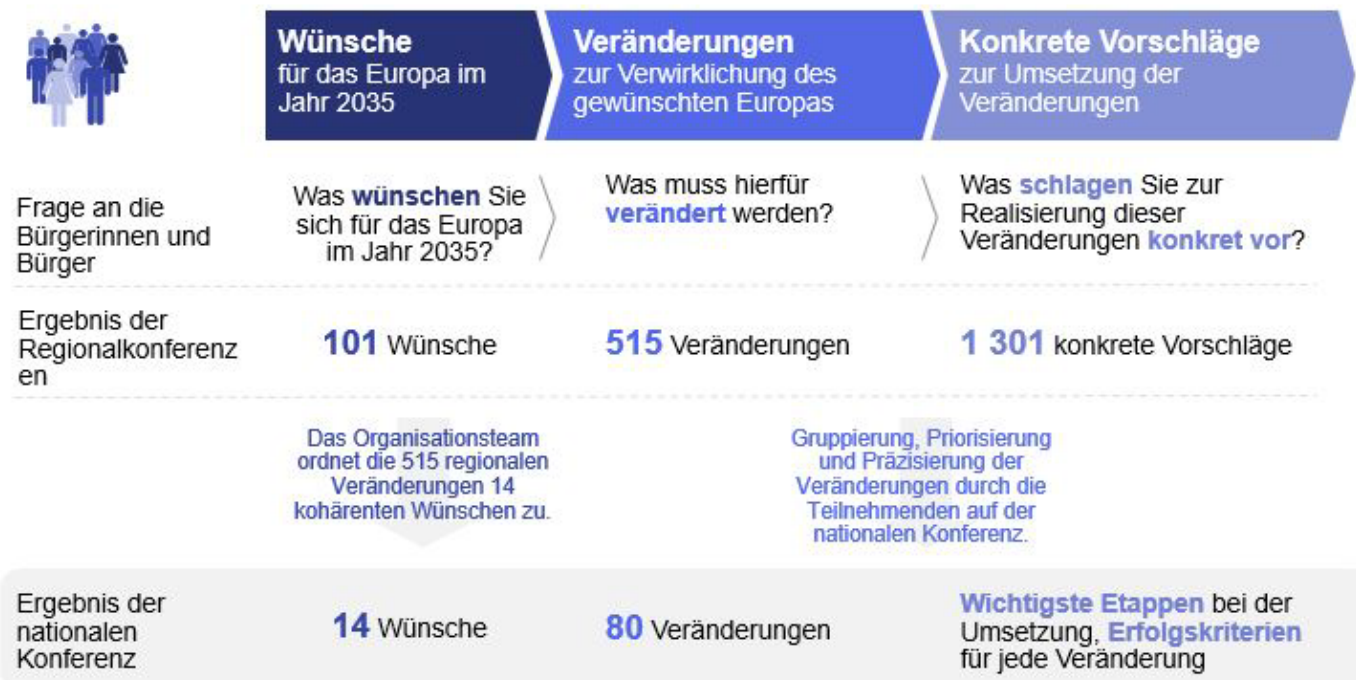 Wünsche
für das Europa im
Jahr 2035
Veränderungen
zur Verwirklichung des
gewünschten Europas
Konkrete Vorschläge
zur Umsetzung der
Veränderungen
Frage an die
Bürgerinnen und
Bürger
Was wünschen Sie
sich für das Europa
im Jahr 2035?
Was muss hierfür
verändert werden?
Was schlagen Sie zur
Realisierung dieser
Veränderungen konkret vor?
Ergebnis der
Regionalkonferenz
en
101 Wünsche
515 Veränderungen
1 301 konkrete Vorschläge
Das Organisationsteam
ordnet die 515 regionalen
Veränderungen 14
kohärenten Wünschen zu.
Gruppierung, Priorisierung
und Präzisierung der
Veränderungen durch die
Teilnehmenden auf der
nationalen Konferenz.
Ergebnis der
nationalen
Konferenz
14 Wünsche
80 Veränderungen
Wichtigste Etappen bei der
Umsetzung, Erfolgskriterien
für jede Veränderung